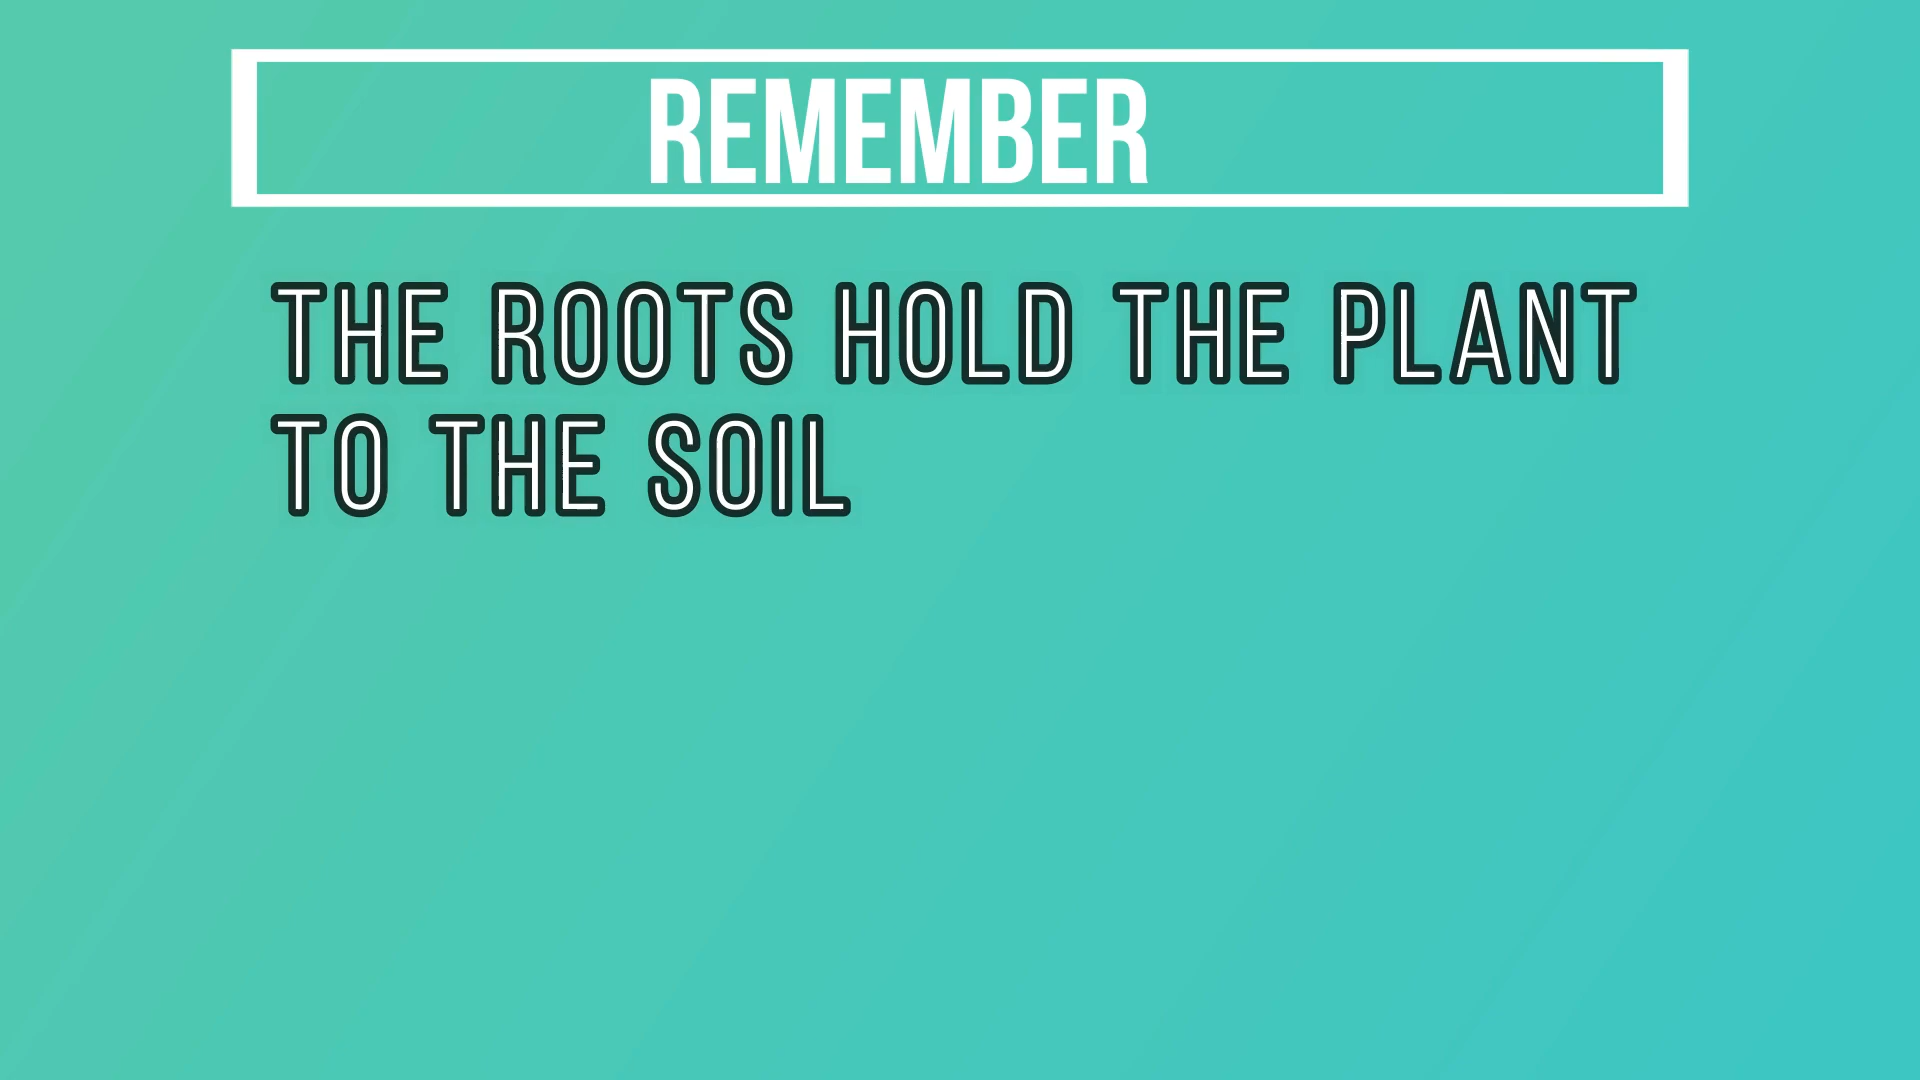 REMEMBER
THE ROOTS HOLD THE PLANT
TO THE SOIL